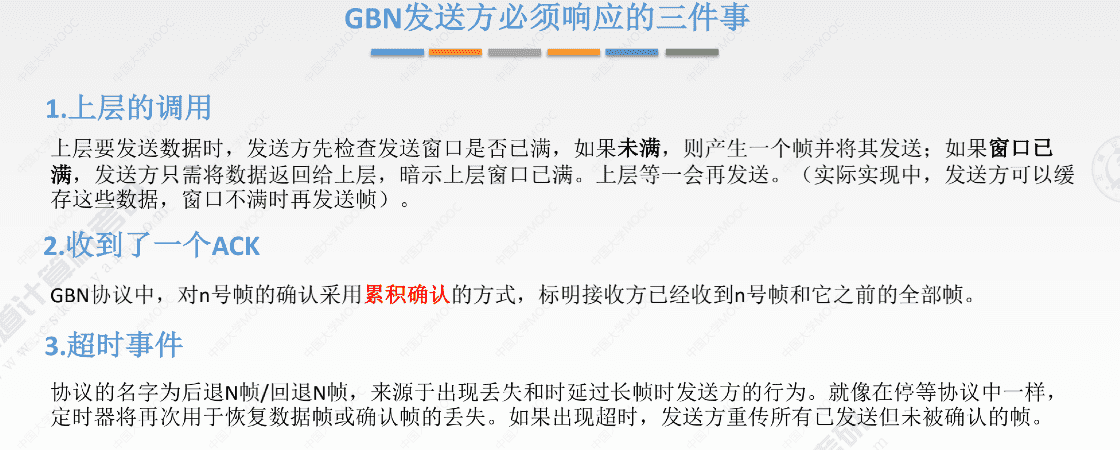 GBN发送方必须响应的三件事
1.上层的调用
上层要发送数据时，发送方先检查发送窗口是否已满，如果未满，则产生一个帧并将其发送；如果窗口已
满，发送方只需将数据返回给上层，暗示上层窗口已满。上层等一会再发送。（实际实现中，发送方可以缓
存这些数据，窗口不满时再发送帧）。
2.收到了一个ACK
GBN协议中，对n号帧的确认采用累积确认的方式，标明接收方已经收到n号帧和它之前的全部帧。
3.超时事件
协议的名字为后退N帧/回退N帧，来源于出现丢失和时延过长帧时发送方的行为。就像在停等协议中一样，
定时器将再次用于恢复数据帧或确认帧的丢失。如果出现超时，发送方重传所有已发送但未被确认的帧。